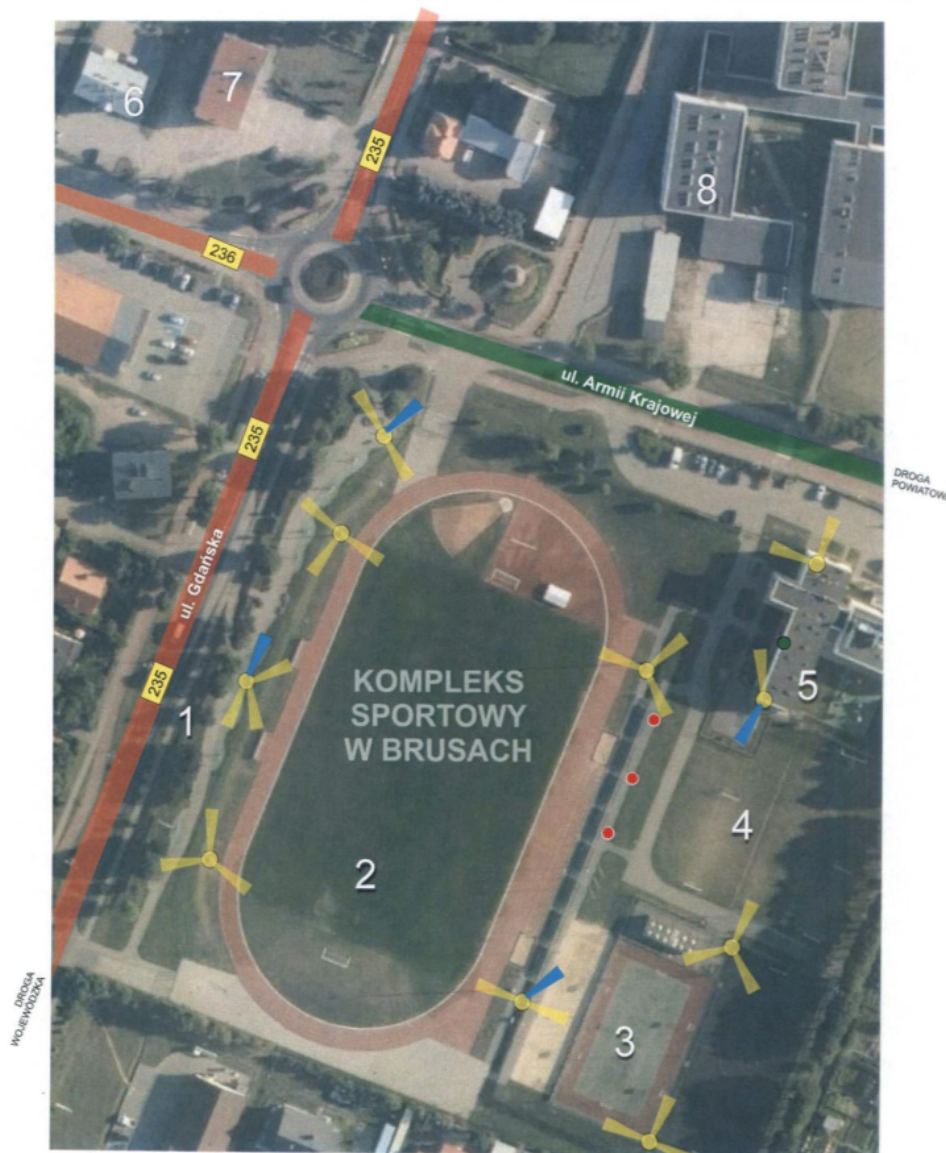 6
7
235
8
236
ul. Armii Krajowej
235
DROGA
POWIATOWA
ul. Gdańska
235
KOMPLEKS
SPORTOWY
W BRUSACH
1
5
4
2
3
DROGA
WOJEWÓDZKA